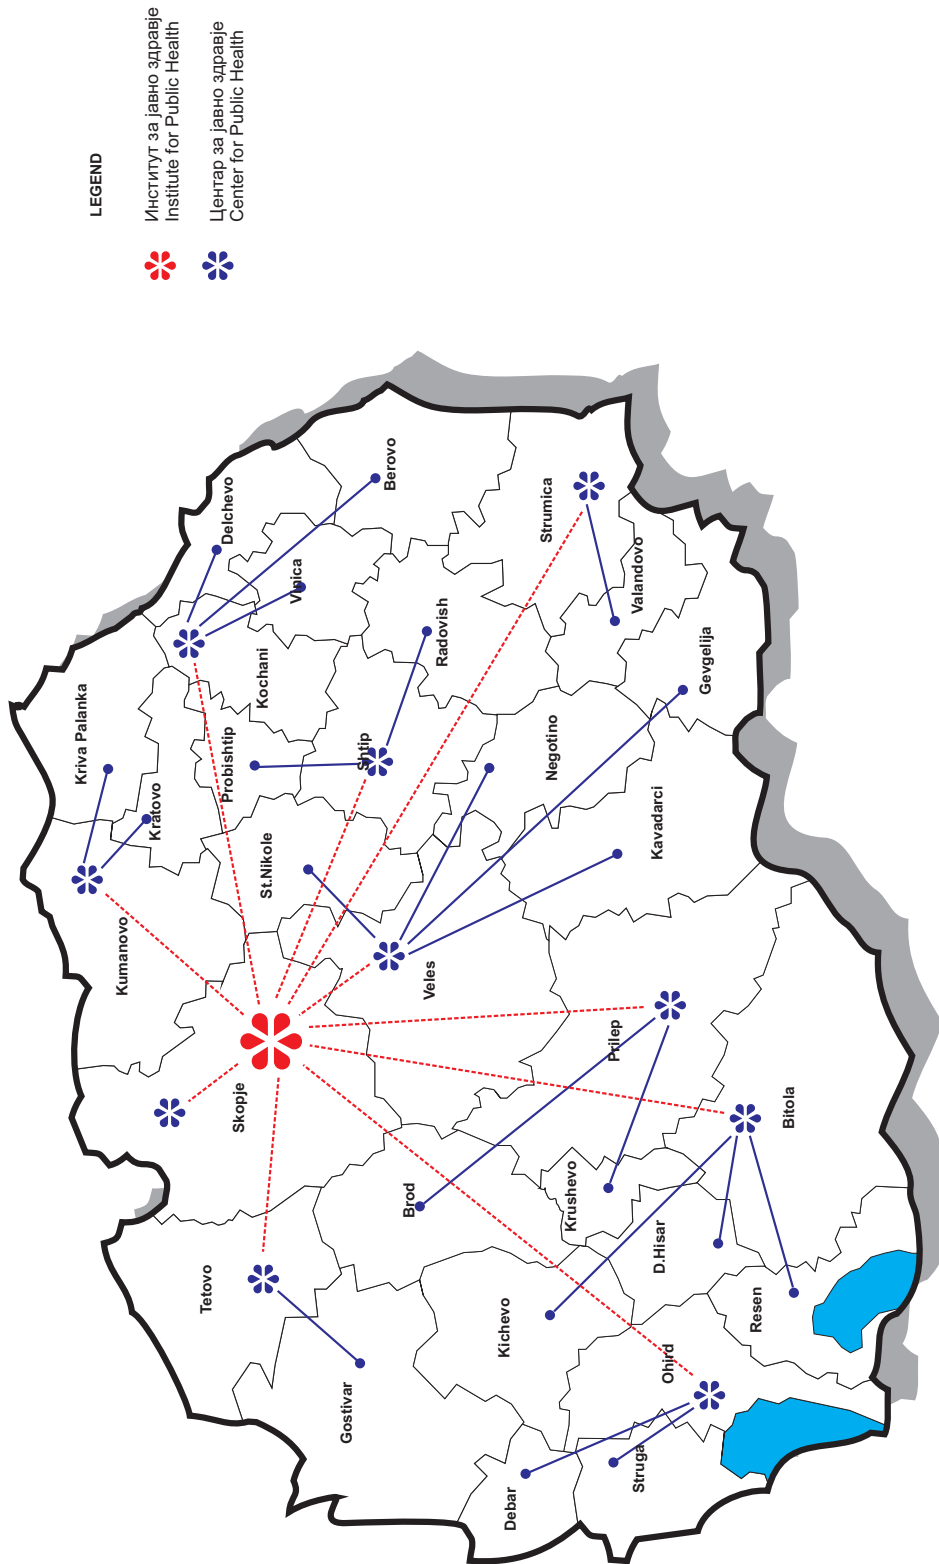 LEGEND
Институт за јавно здравје
Institute for Public Health
Центар за јавно здравје
Center for Public Health
Kriva Palanka
Kratovo
Kumanovo
Delchevo
Berovo
Vinica
Kochani
Probishtip
Shtip
Radovish
St.Nikole
Strumica
Valandovo
Gevgelija
Negotino
Kavadarci
Veles
Skopje
Tetovo
Gostivar
Brod
Prilep
Krushevo
Bitola
D.Hisar
Kichevo
Resen
Ohird
Struga
Debar